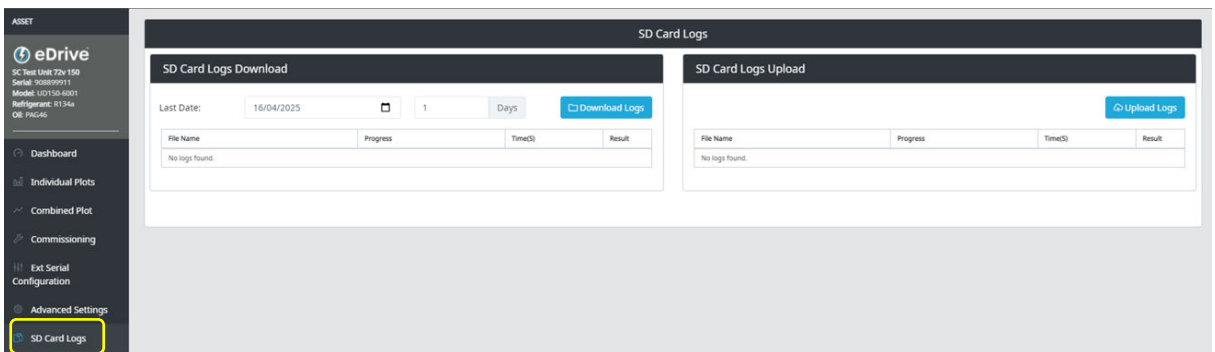 ASSET
eDrive
SC Test Unit 72v 150
Serial: 908899911
Model: UD150-6001
Refrigerant: R134a
Oil: PAG46
Dashboard
Individual Plots
Combined Plot
Commissioning
Ext Serial
Configuration
Advanced Settings
SD Card Logs
SD Card Logs
SD Card Logs Download
Last Date: 16/04/2025 1 Days Download Logs
File Name Progress Time(S) Result
No logs found.
SD Card Logs Upload
Upload Logs
File Name Progress Time(S) Result
No logs found.